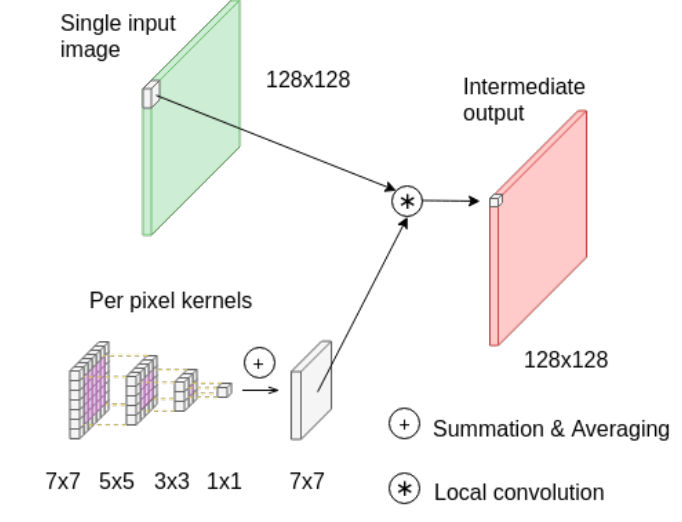 Single input
image
128x128
Intermediate
output
Per pixel kernels
128x128
+
+ Summation & Averaging
7x7 5x5 3x3 1x1 7x7
* Local convolution